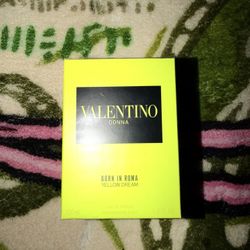 VALENTINO
DONNA
BORN IN ROMA
YELLOW DREAM